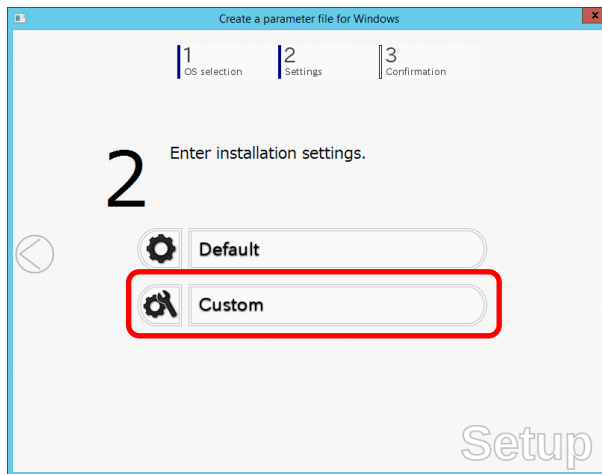 Create a parameter file for Windows
x
1
OS selection
2
Settings
3
Confirmation
2
Enter installation settings.
Default
Custom
Setup